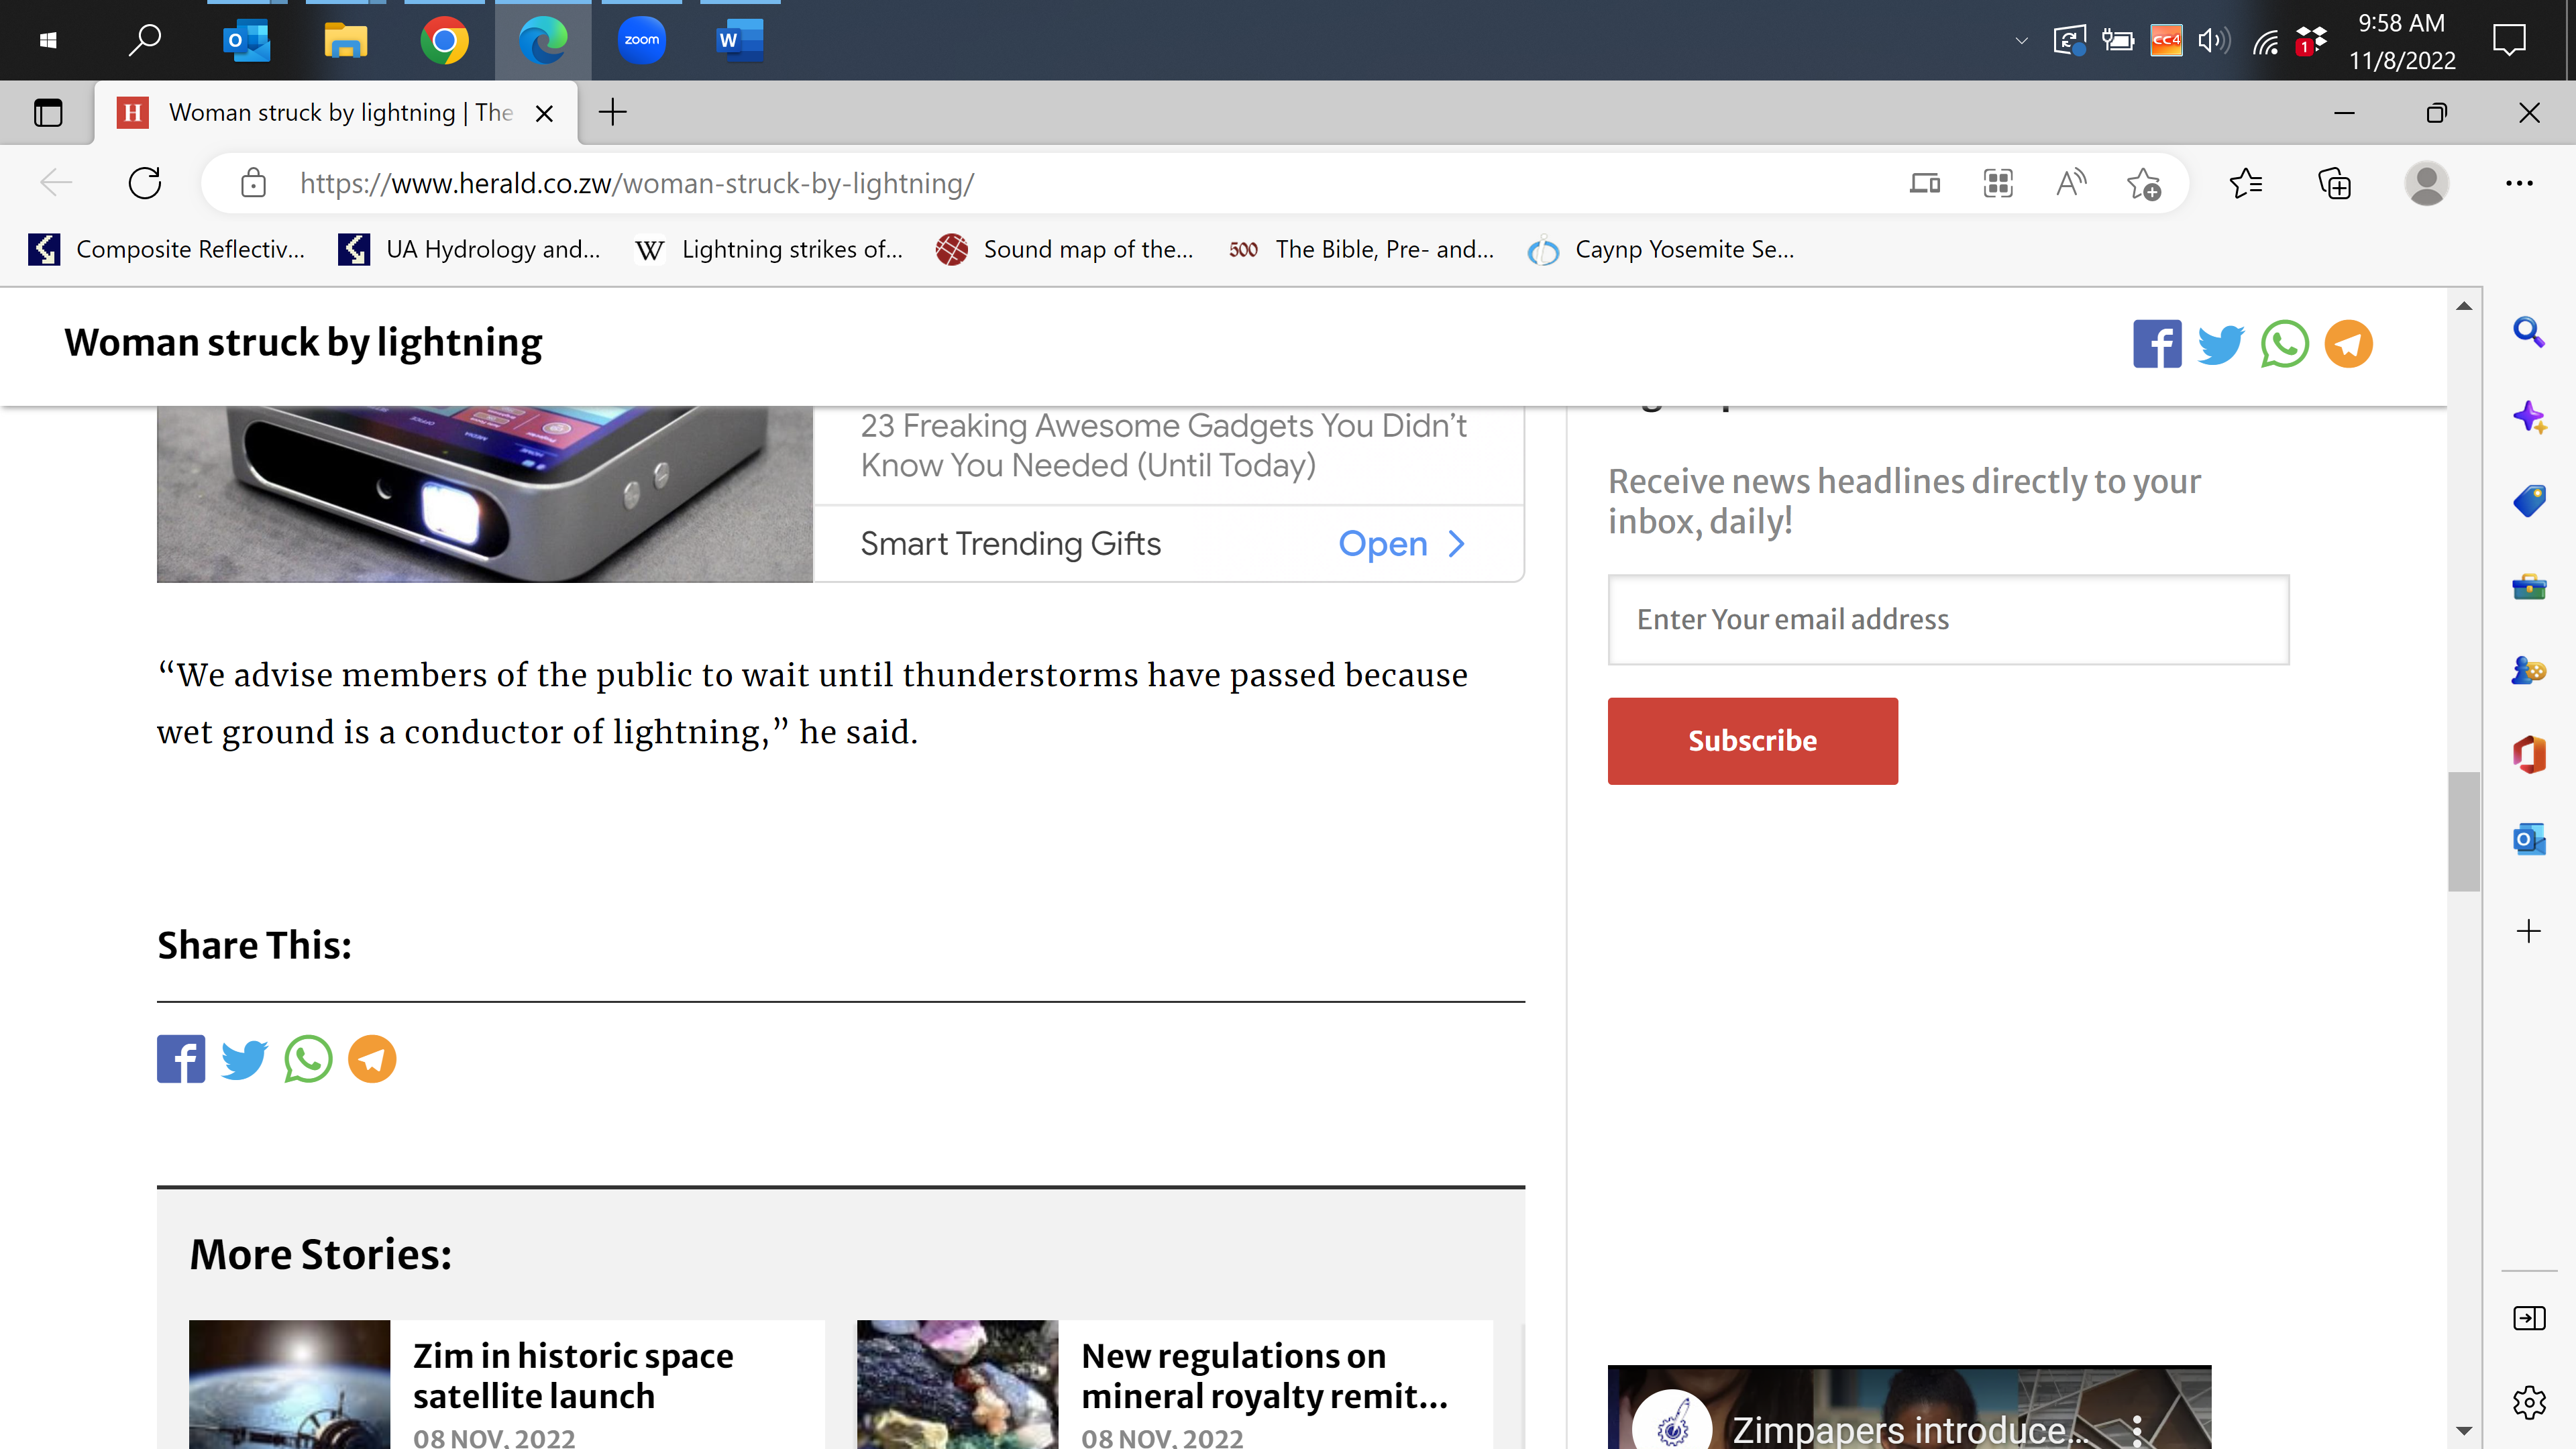 9:58 AM
11/8/2022
zoom
CC4
1
H Woman struck by lightning | The
https://www.herald.co.zw/woman-struck-by-lightning/
Composite Reflectiv...
UA Hydrology and...
W Lightning strikes of...
Sound map of the...
500 The Bible, Pre- and...
Caynp Yosemite Se...
Woman struck by lightning
23 Freaking Awesome Gadgets You Didn't
Know You Needed (Until Today)
Smart Trending Gifts
Open
“We advise members of the public to wait until thunderstorms have passed because
wet ground is a conductor of lightning,” he said.
Share This:
More Stories:
Zim in historic space
satellite launch
08 NOV, 2022
New regulations on
mineral royalty remit...
08 NOV, 2022
Receive news headlines directly to your
inbox, daily!
Enter Your email address
Subscribe
Zimpapers introduce...